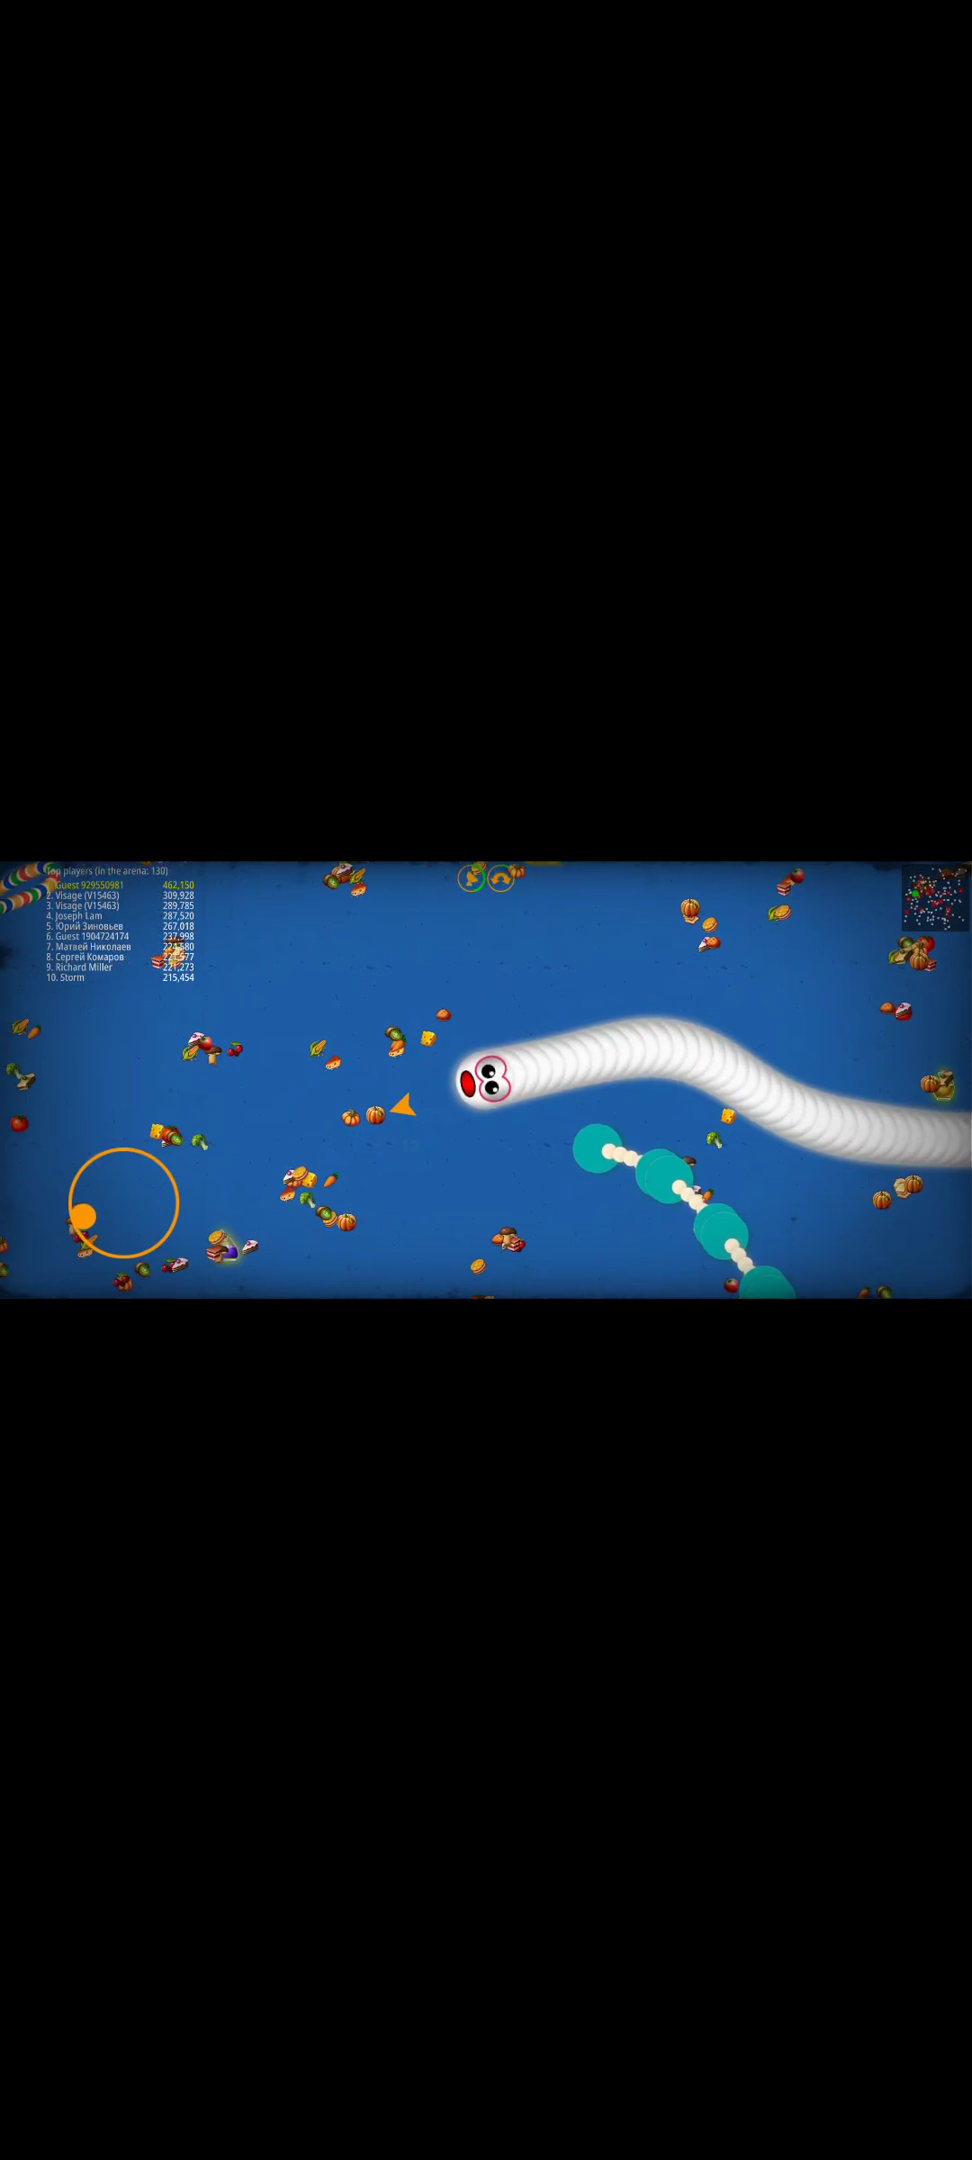 Top players (in the arena: 130)
Guest 929550981 462,150
2. Visage (V15463) 309,928
3. Visage (V15463) 289,785
4. Joseph Lam 287,520
5. Юрий Зиновьев 267,018
6. Guest 1904724174 237,998
7. Матвей Николаев
8. Сергей Комаров
9. Richard Miller 221,273
10. Storm 215,454